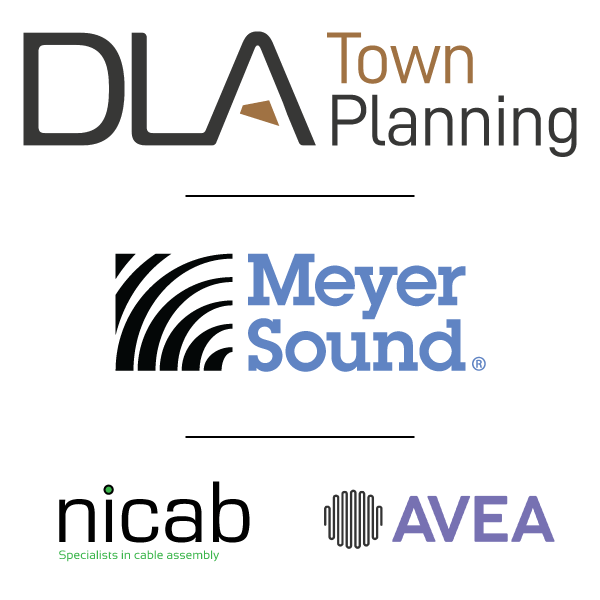 DLA Town
Planning
Meyer
Sound®
nicab
Specialists in cable assembly
AVEA